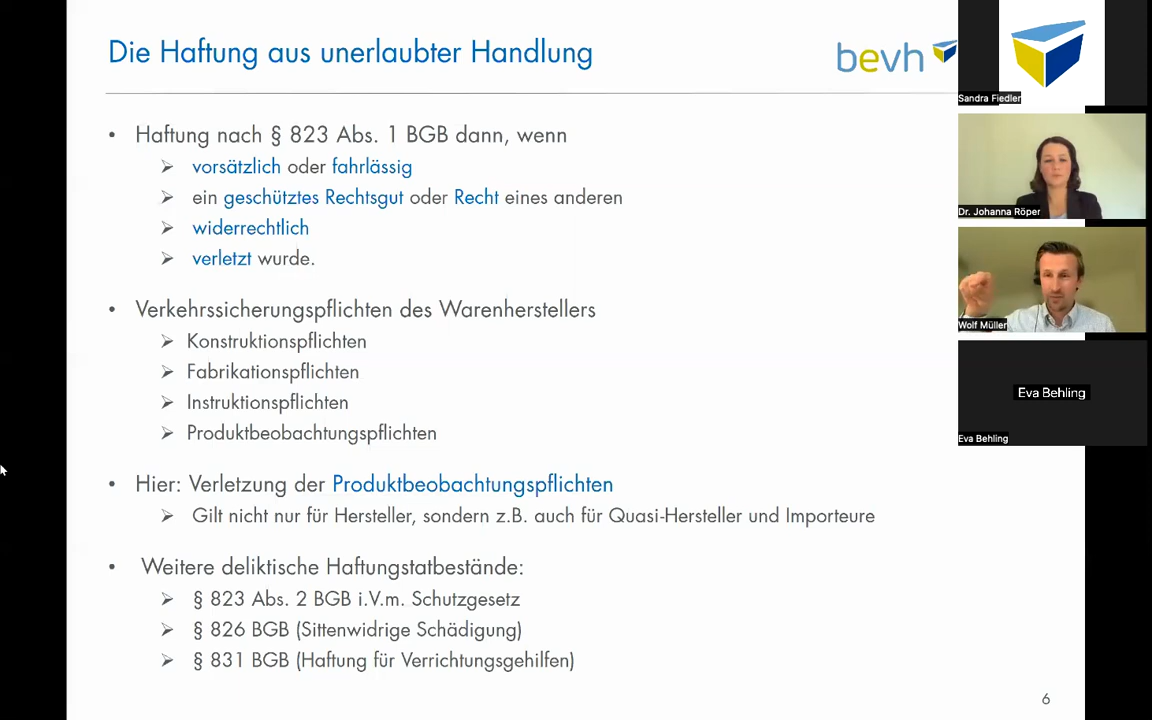 Die Haftung aus unerlaubter Handlung
bevh
• Haftung nach § 823 Abs. 1 BGB dann, wenn
➢ vorsätzlich oder fahrlässig
➢ ein geschütztes Rechtsgut oder Recht eines anderen
➢ widerrechtlich
➢ verletzt wurde.
• Verkehrssicherungspflichten des Warenherstellers
➢ Konstruktionspflichten
➢ Fabrikationspflichten
➢ Instruktionspflichten
➢ Produktbeobachtungspflichten
• Hier: Verletzung der Produktbeobachtungspflichten
➢ Gilt nicht nur für Hersteller, sondern z.B. auch für Quasi-Hersteller und Importeure
• Weitere deliktische Haftungstatbestände:
➢ § 823 Abs. 2 BGB i.V.m. Schutzgesetz
➢ § 826 BGB (Sittenwidrige Schädigung)
➢ § 831 BGB (Haftung für Verrichtungsgehilfen)
6
Sandra Fiedler
Dr. Johanna Röper
Wolf Müller
Eva Behling
Eva Behling